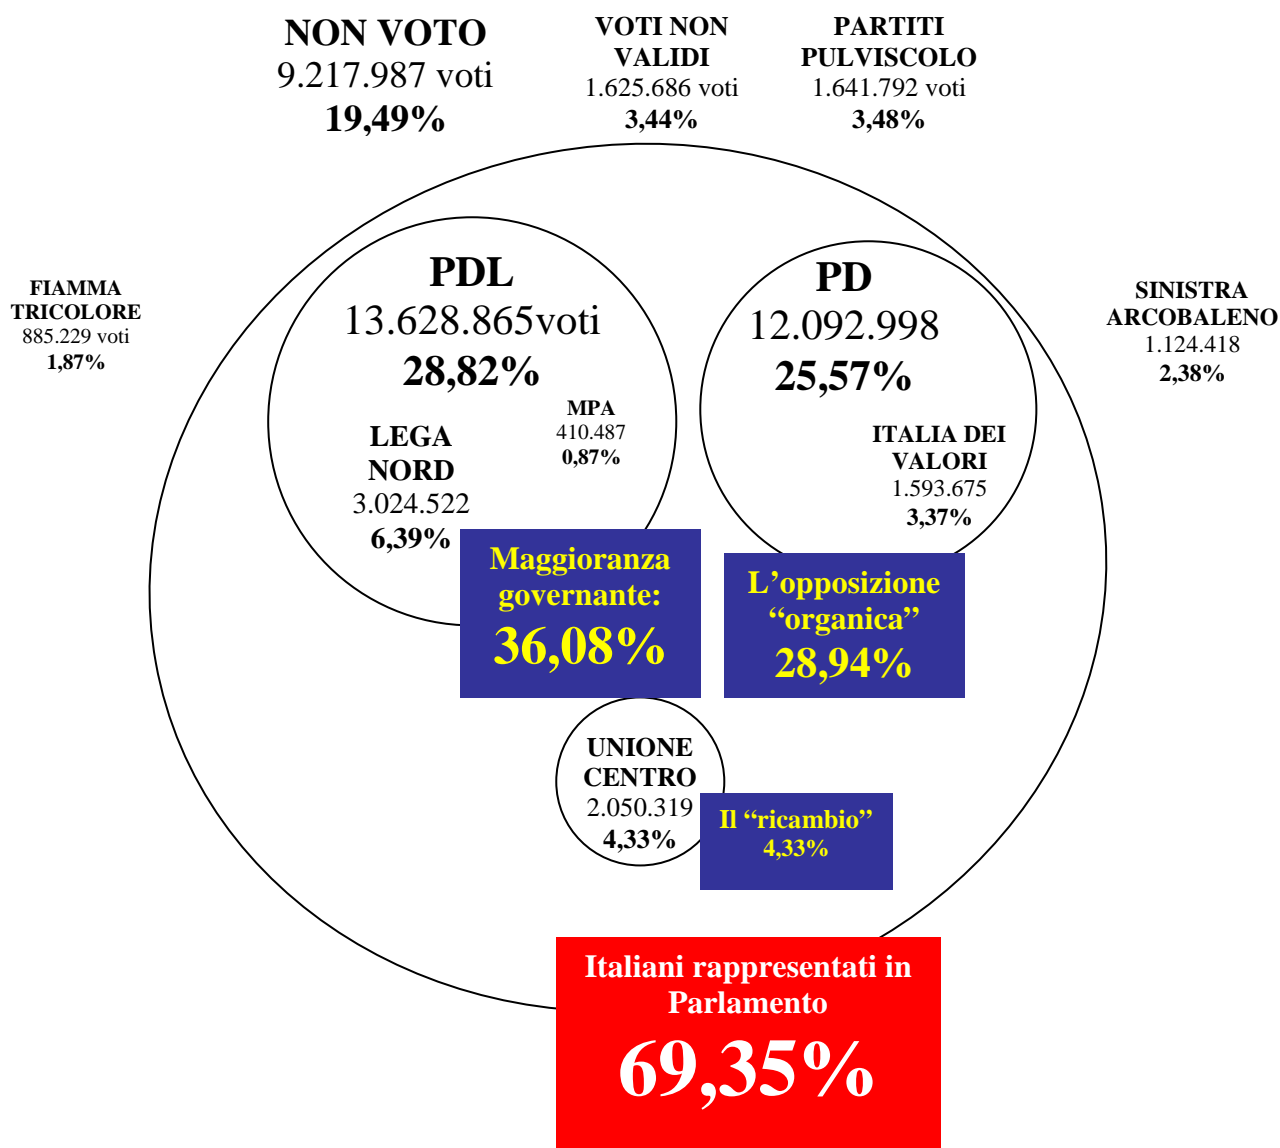 NON VOTO
9.217.987 voti
19,49%
VOTI NON
VALIDI
1.625.686 voti
3,44%
PARTITI
PULVISCOLO
1.641.792 voti
3,48%
FIAMMA
TRICOLORE
885.229 voti
1,87%
PDL
13.628.865voti
28,82%
MPA
410.487
0,87%
LEGA
NORD
3.024.522
6,39%
PD
12.092.998
25,57%
ITALIA DEI
VALORI
1.593.675
3,37%
SINISTRA
ARCOBALENO
1.124.418
2,38%
Maggioranza
governante:
36,08%
L’opposizione
“organica”
28,94%
UNIONE
CENTRO
2.050.319
4,33%
Il “ricambio”
4,33%
Italiani rappresentati in
Parlamento
69,35%